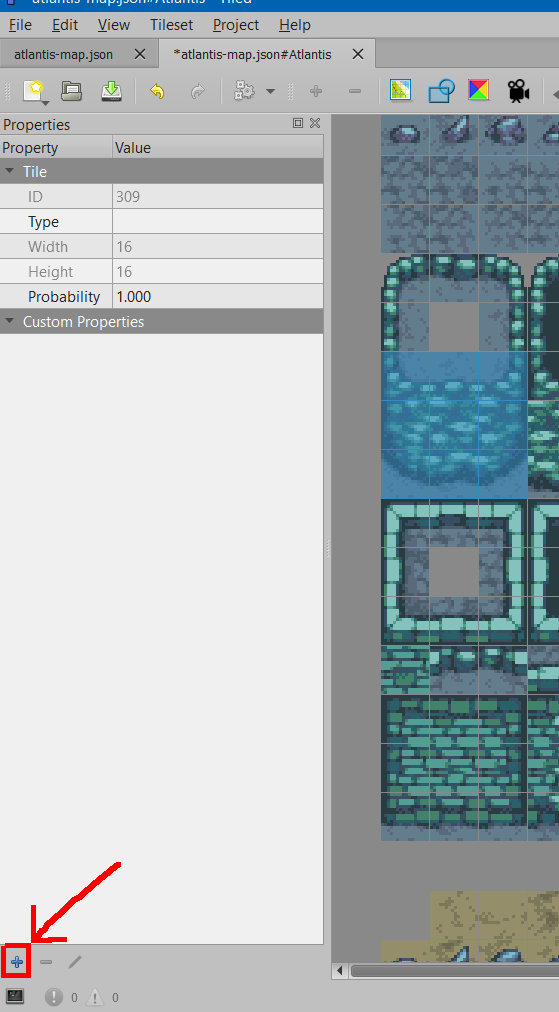 atlantis-map.json#Atlantis - Tiled
File Edit View Tileset Project Help
atlantis-map.json *atlantis-map.json#Atlantis
Properties
Property Value
Tile
ID 309
Type
Width 16
Height 16
Probability 1.000
Custom Properties
0 0